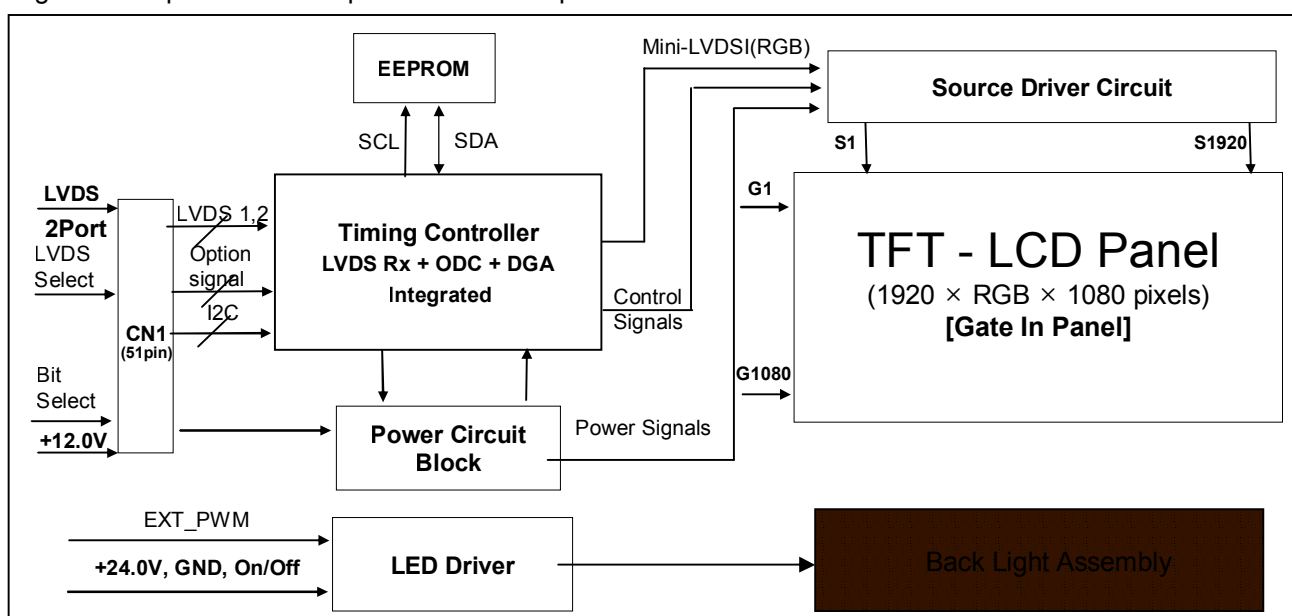 Mini-LVDSI(RGB)
EEPROM
Source Driver Circuit
SCL
SDA
S1
S1920
LVDS
2Port
LVDS
Select
LVDS 1,2
Option
signal
I2C
CN1
(51pin)
Timing Controller
LVDS Rx + ODC + DGA
Integrated
G1
TFT - LCD Panel
(1920 × RGB × 1080 pixels)
[Gate In Panel]
Control
Signals
G1080
Bit
Select
+12.0V
Power Circuit
Block
Power Signals
EXT_PWM
+24.0V, GND, On/Off
LED Driver
Back Light Assembly